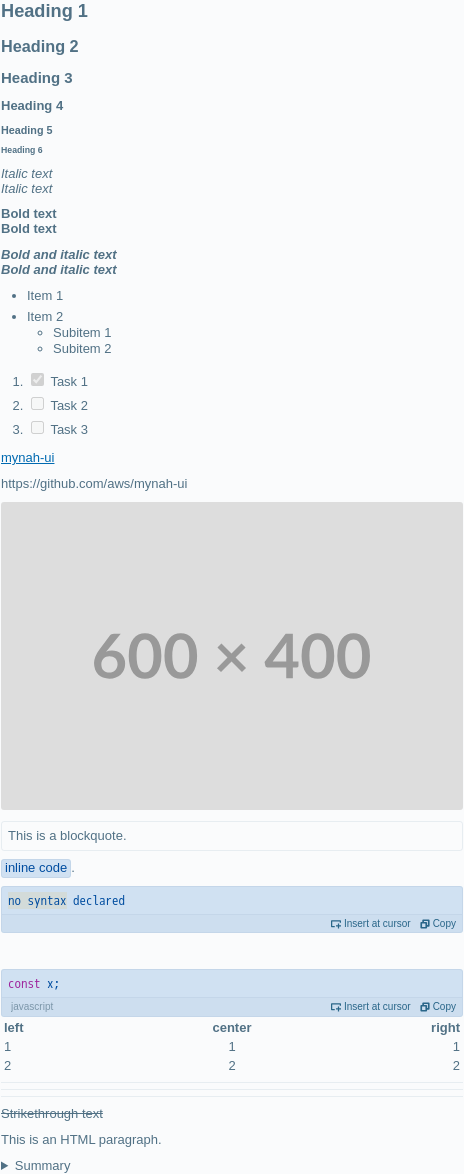 Heading 1
Heading 2
Heading 3
Heading 4
Heading 5
Heading 6
Italic text
Italic text
Bold text
Bold text
Bold and italic text
Bold and italic text
Item 1
Item 2
Subitem 1
Subitem 2
1. Task 1
2. Task 2
3. Task 3
mynah-ui
https://github.com/aws/mynah-ui
600 × 400
This is a blockquote.
inline code.
no syntax declared
Insert at cursor Copy
const x;
javascript Insert at cursor Copy
left center right
1 1 1
2 2 2
Strikethrough text
This is an HTML paragraph.
Summary